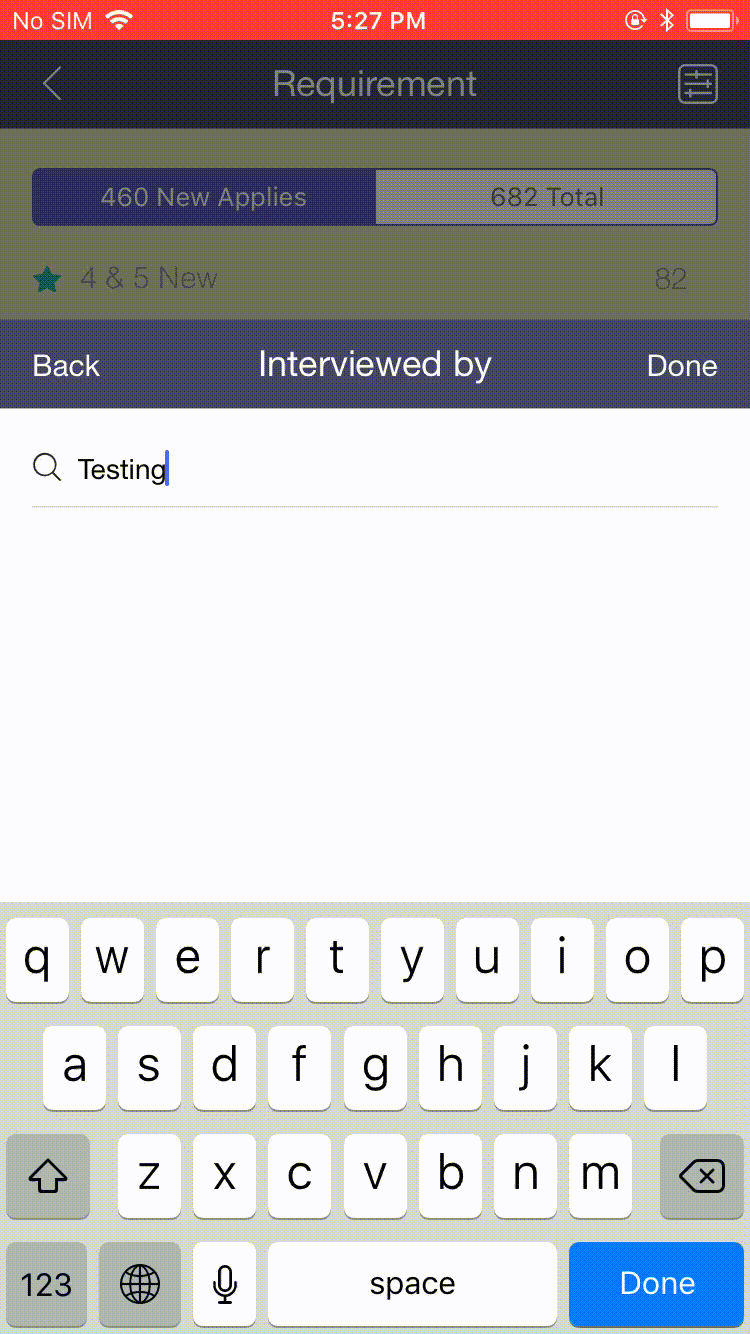 No SIM 5:27 PM
Requirement
460 New Applies 682 Total
4 & 5 New 82
Back Interviewed by Done
Testing
q w e r t y u i o p
a s d f g h j k l
z x c v b n m
123 space Done